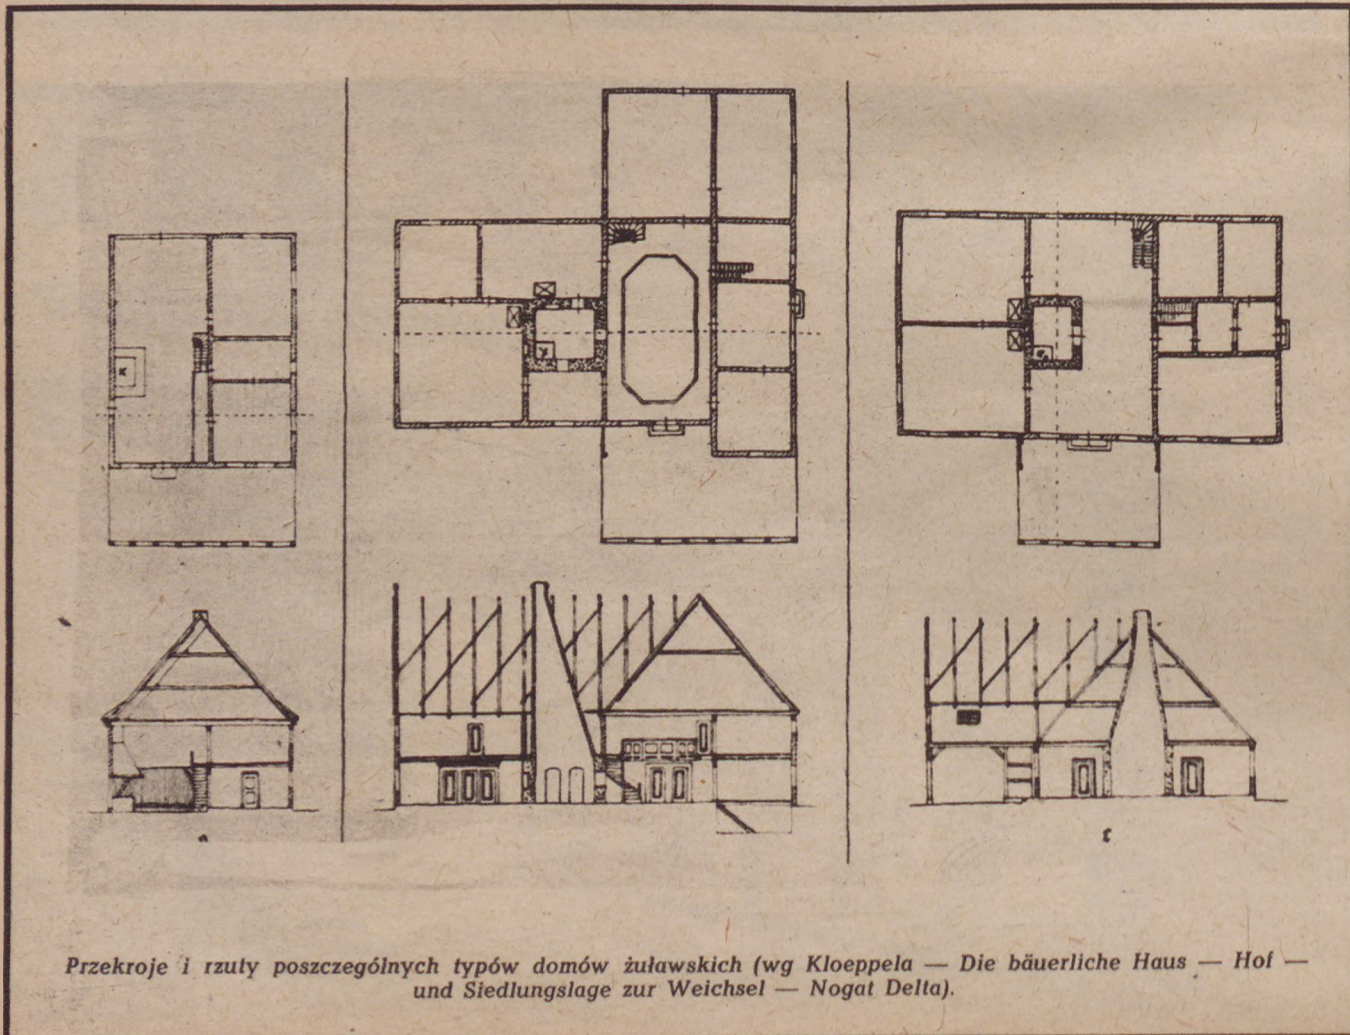 Przekroje i rzuty poszczególnych typów domów żuławskich (wg Kloeppela — Die bäuerliche Haus — Hof —
und Siedlungslage zur Weichsel — Nogat Delta).